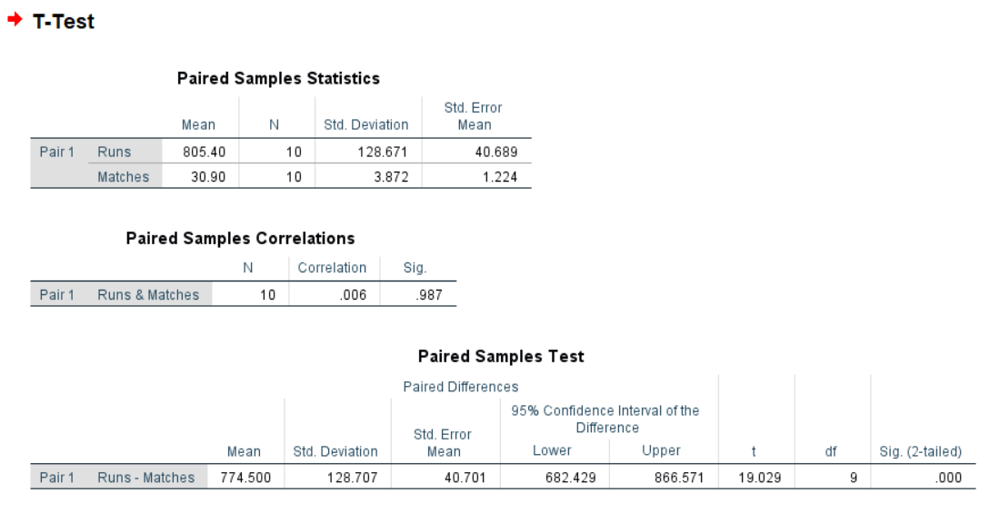 T-Test
Paired Samples Statistics
Mean N Std. Deviation Std. Error Mean
Pair 1 Runs 805.40 10 128.671 40.689
Matches 30.90 10 3.872 1.224
Paired Samples Correlations
N Correlation Sig.
Pair 1 Runs & Matches 10 .006 .987
Paired Samples Test
Paired Differences
95% Confidence Interval of the Difference
Mean Std. Deviation Std. Error Mean Lower Upper t df Sig. (2-tailed)
Pair 1 Runs - Matches 774.500 128.707 40.701 682.429 866.571 19.029 9 .000